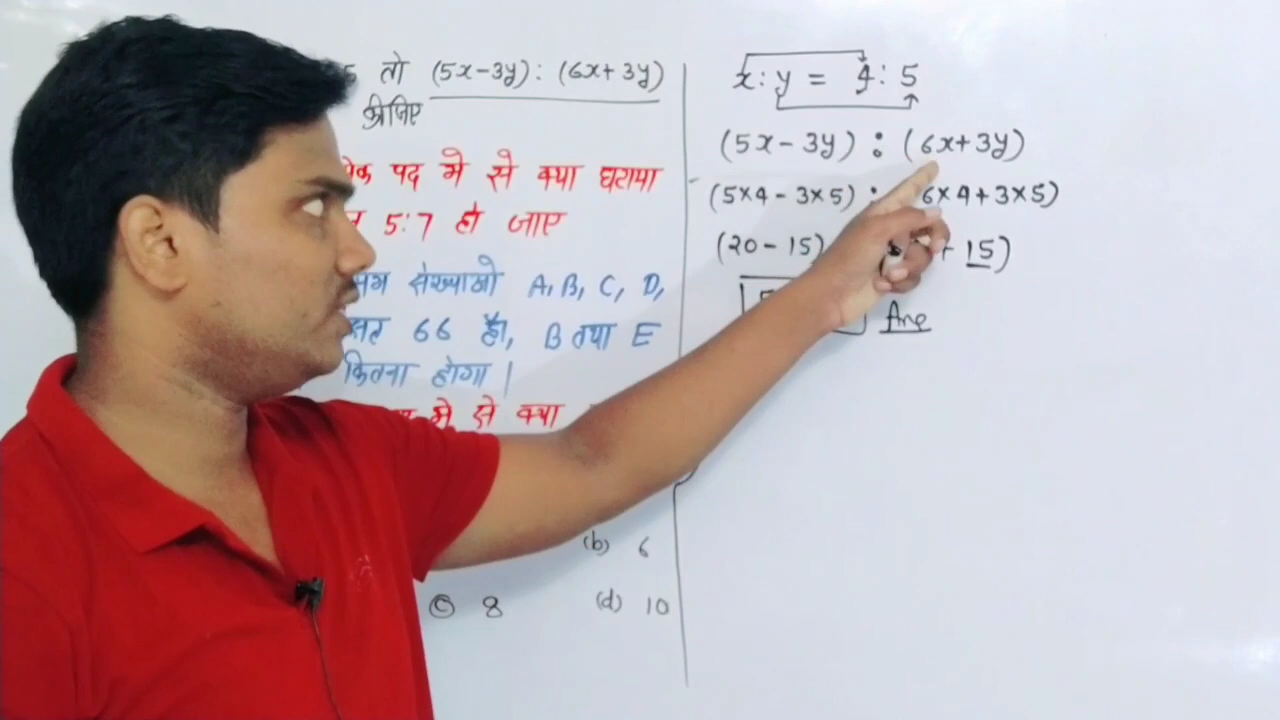 तो (5x-3y) : (6x+3y)
कीजिए
पद में से क्या घटाया
5:7 हो जाए
संख्याओ A, B, C, D,
66 है, B तथा E
कितना होगा |
में से क्या
(b) 6
(c) 8 (d) 10
x : y = 4 : 5
(5x - 3y) : (6x+3y)
(5×4 - 3×5) : 6×4+3×5)
(20 - 15) 15)
Ans